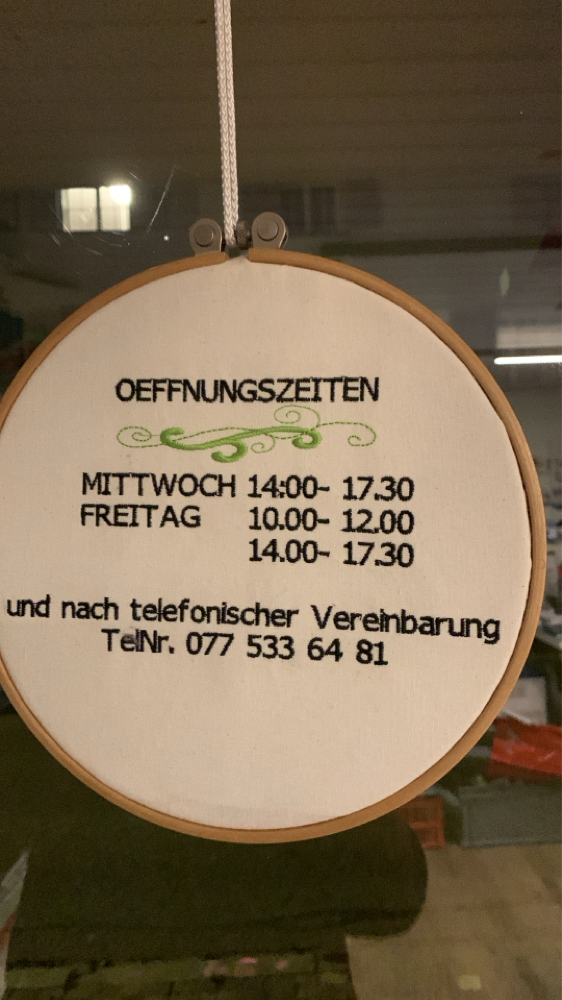 OEFFNUNGSZEITEN
MITTWOCH 14:00- 17.30
FREITAG 10.00- 12.00
14.00- 17.30
und nach telefonischer Vereinbarung
TelNr. 077 533 64 81